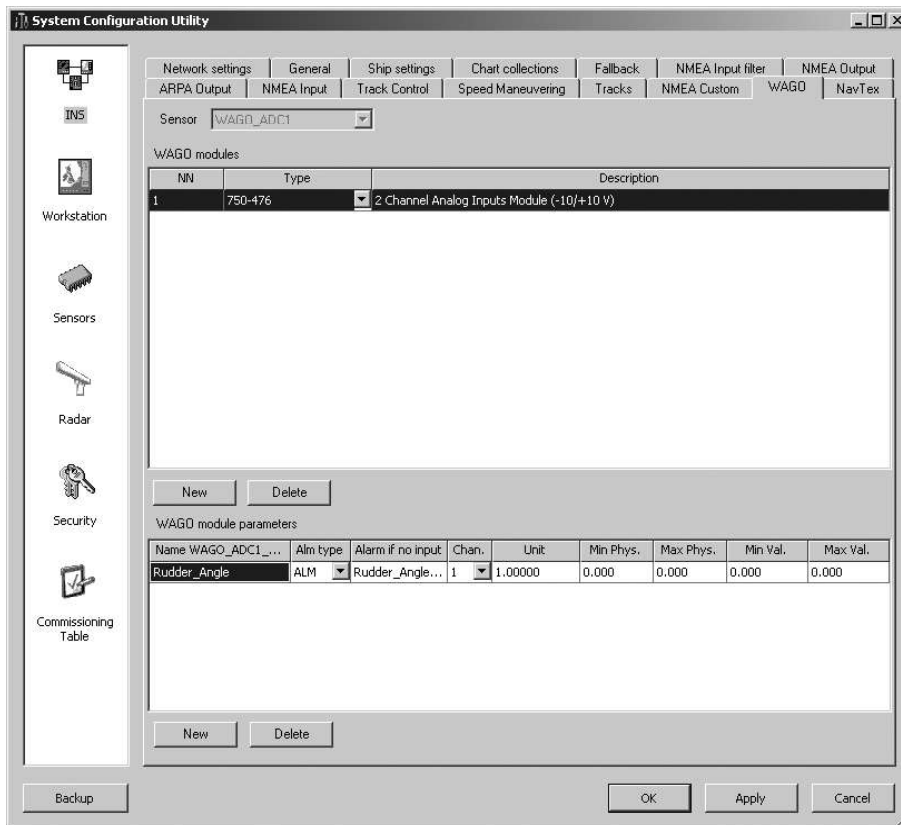 System Configuration Utility
INS
Workstation
Sensors
Radar
Security
Commissioning
Table
Network settings General Ship settings Chart collections Fallback NMEA Input filter NMEA Output
ARPA Output NMEA Input Track Control Speed Maneuvering Tracks NMEA Custom WAGO NavTex
Sensor WAGO_ADC1
WAGO modules
NN Type Description
1 750-476 2 Channel Analog Inputs Module (-10/+10 V)
New Delete
WAGO module parameters
Name WAGO_ADC1_... Alm type Alarm if no input Chan. Unit Min Phys. Max Phys. Min Val. Max Val.
Rudder_Angle ALM Rudder_Angle... 1 1.00000 0.000 0.000 0.000 0.000
New Delete
Backup OK Apply Cancel